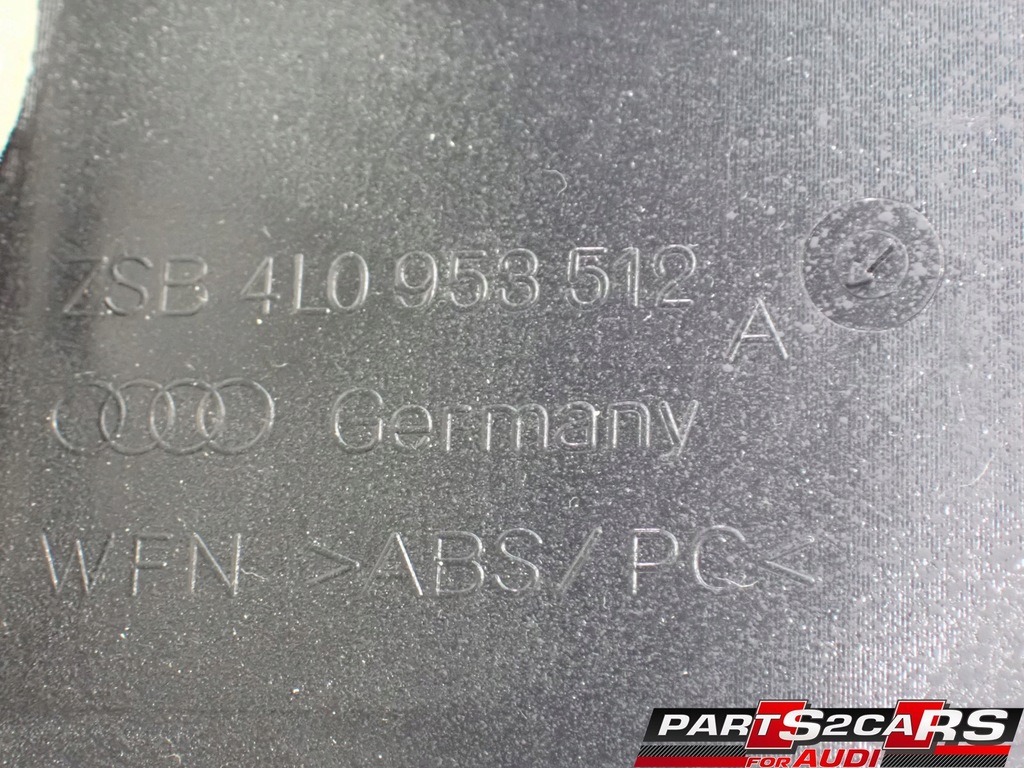 ZSB 4L0 953 512
A
Germany
WFN >ABS/PC<
PARTS2CARS
FOR AUDI